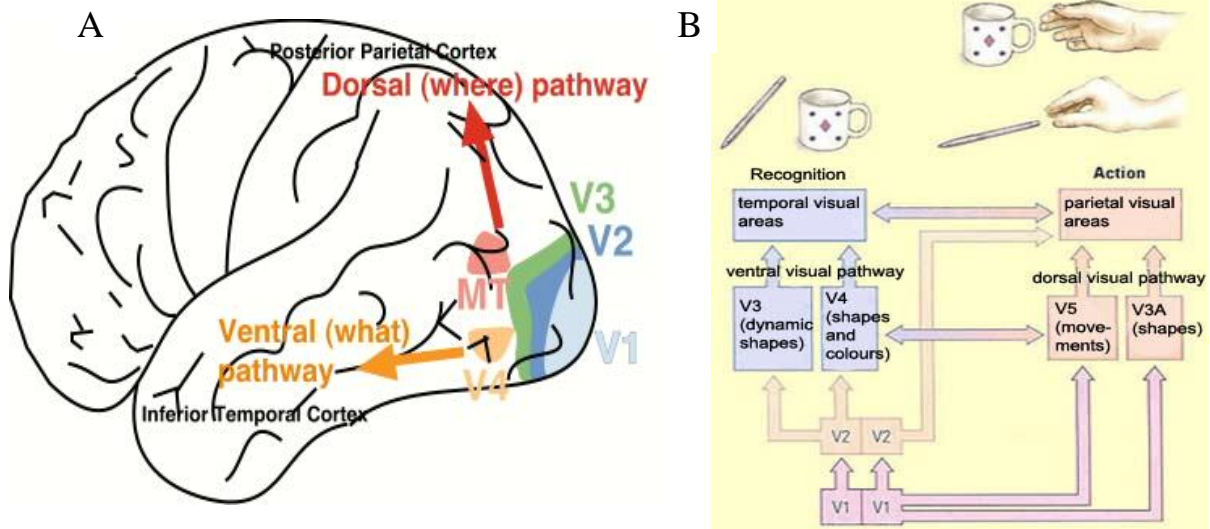 A
Posterior Parietal Cortex
Dorsal (where) pathway
V3
V2
MT
V1
Ventral (what)
pathway
V4
Inferior Temporal Cortex
B
Recognition
Action
temporal visual
areas
parietal visual
areas
ventral visual pathway
dorsal visual pathway
V3
(dynamic
shapes)
V4
(shapes
and
colours)
V5
(move-
ments)
V3A
(shapes)
V2
V2
V1
V1